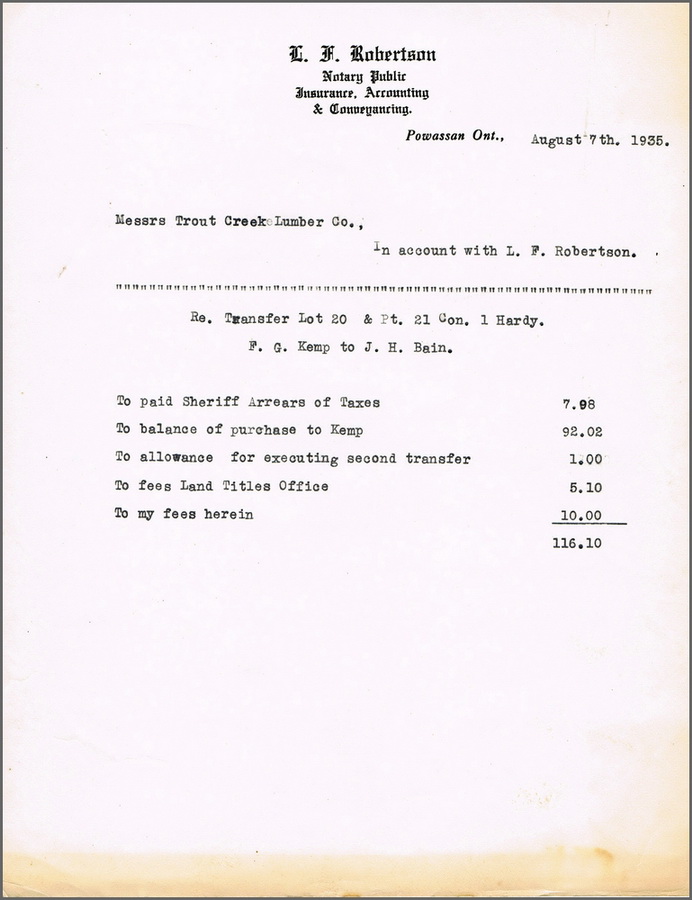 L. F. Robertson
Notary Public
Insurance, Accounting
& Conveyancing.
Powassan Ont., August 7th. 1935.
Messrs Trout Creek Lumber Co.,
In account with L. F. Robertson.
""""""""""""""""""""""""""""""""""""""""""""""""""""""""""""""""
Re. Transfer Lot 20 & Pt. 21 Con. 1 Hardy.
F. G. Kemp to J. H. Bain.
To paid Sheriff Arrears of Taxes 7.98
To balance of purchase to Kemp 92.02
To allowance for executing second transfer 1.00
To fees Land Titles Office 5.10
To my fees herein 10.00
116.10